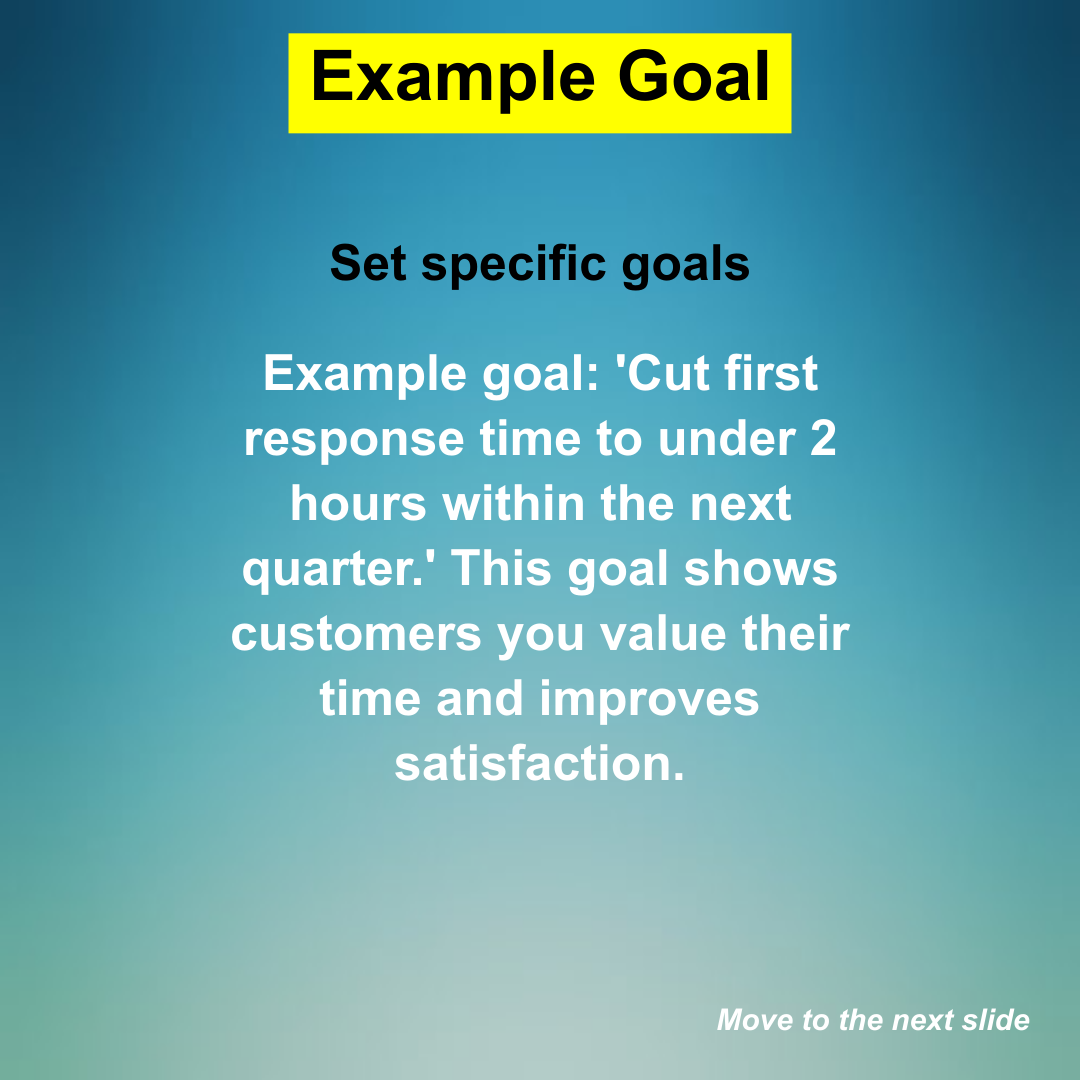 Example Goal
Set specific goals
Example goal: 'Cut first
response time to under 2
hours within the next
quarter.' This goal shows
customers you value their
time and improves
satisfaction.
Move to the next slide